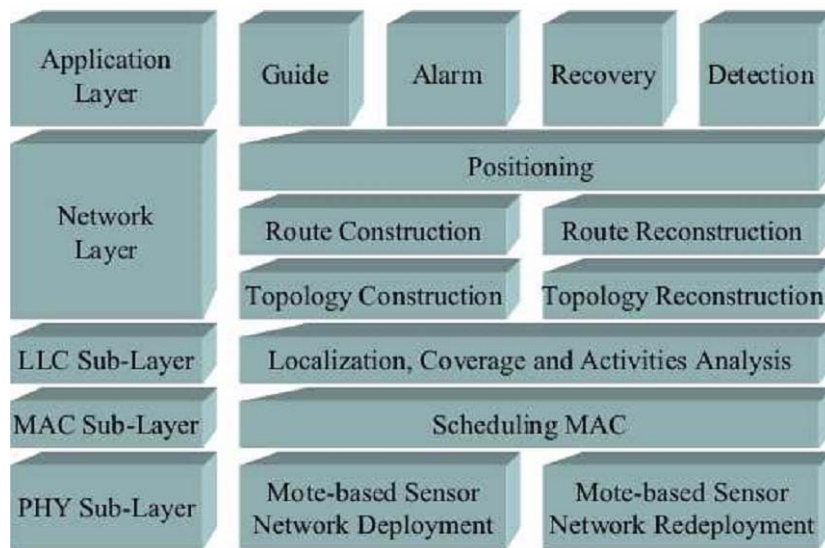 Application
Layer
Guide
Alarm
Recovery
Detection
Network
Layer
Positioning
Route Construction
Route Reconstruction
Topology Construction
Topology Reconstruction
LLC Sub-Layer
Localization, Coverage and Activities Analysis
MAC Sub-Layer
Scheduling MAC
PHY Sub-Layer
Mote-based Sensor
Network Deployment
Mote-based Sensor
Network Redeployment